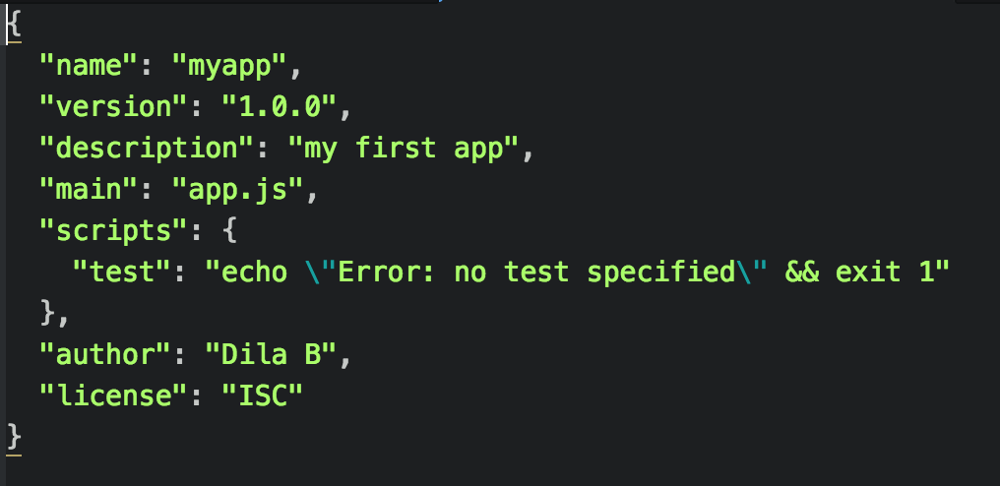 {
  "name": "myapp",
  "version": "1.0.0",
  "description": "my first app",
  "main": "app.js",
  "scripts": {
    "test": "echo \"Error: no test specified\" && exit 1"
  },
  "author": "Dila B",
  "license": "ISC"
}